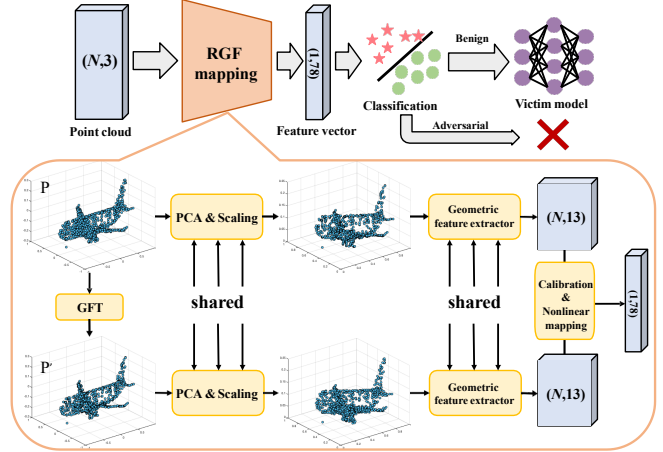 (N,3)
Point cloud
RGF
mapping
(1,78)
Feature vector
Classification
Benign
Adversarial
Victim model
P
PCA & Scaling
Geometric
feature extractor
(N,13)
GFT
shared
shared
Calibration
&
Nonlinear
mapping
(1,78)
P'
PCA & Scaling
Geometric
feature extractor
(N,13)